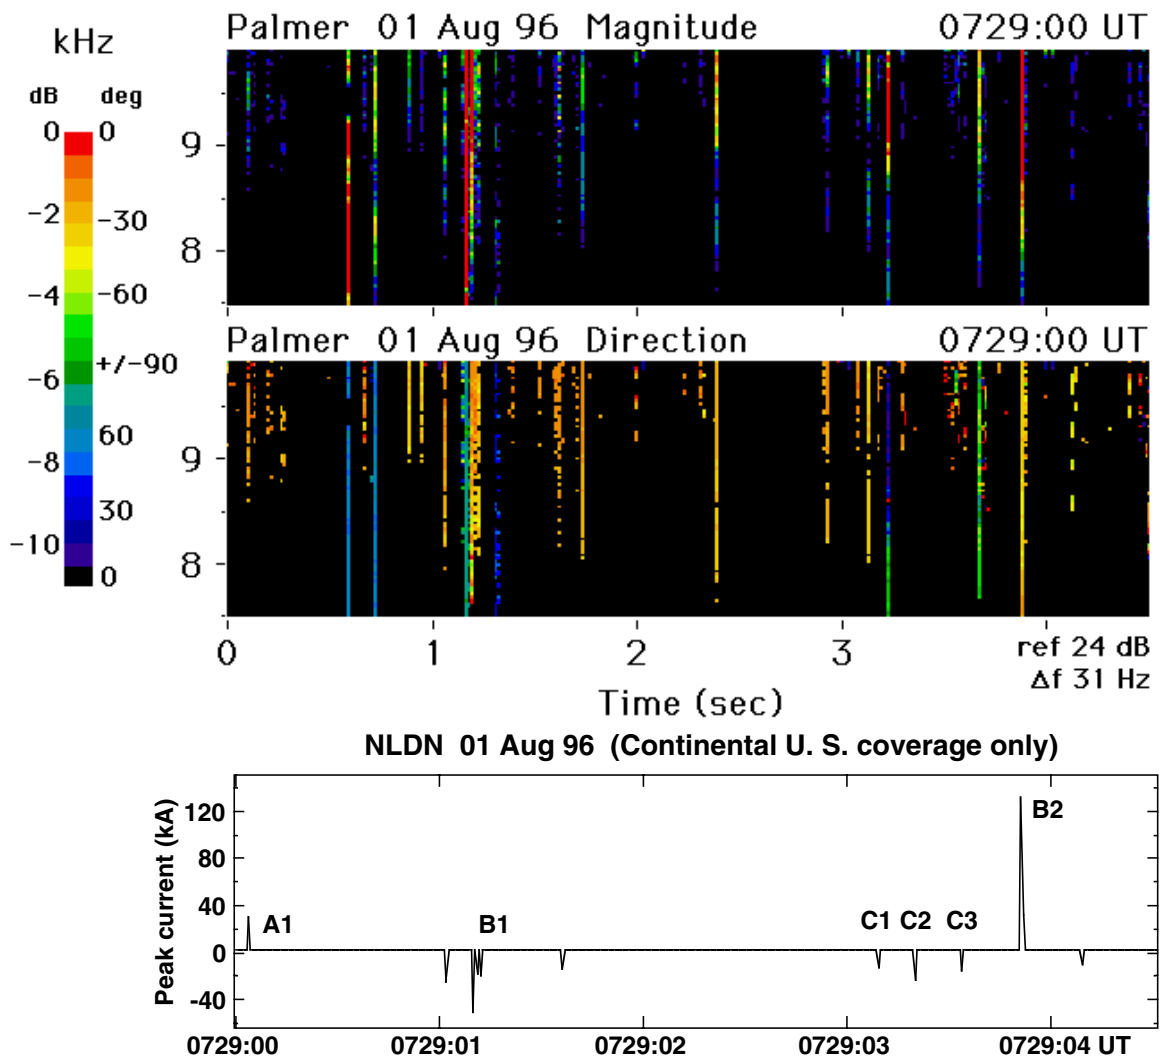 Palmer 01 Aug 96 Magnitude 0729:00 UT
kHz
dB deg
0 0
-2 -30
-4 -60
-6 +/-90
-8 60
30
-10 0
9
8
Palmer 01 Aug 96 Direction 0729:00 UT
9
8
0 1 2 3
ref 24 dB
Δf 31 Hz
Time (sec)
NLDN 01 Aug 96 (Continental U. S. coverage only)
Peak current (kA)
120
80
40
0
-40
A1 B1 C1 C2 C3 B2
0729:00 0729:01 0729:02 0729:03 0729:04 UT